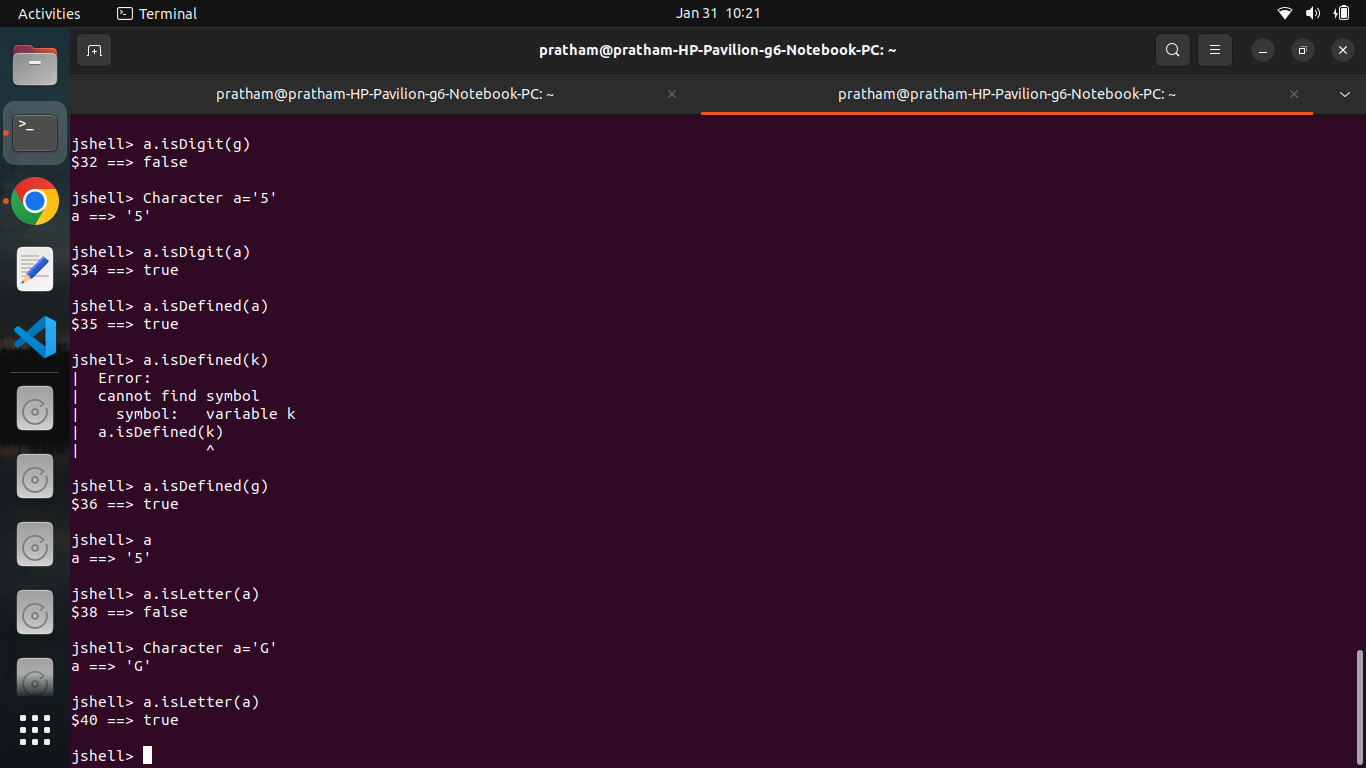 Activities
Terminal
Jan 31 10:21
pratham@pratham-HP-Pavilion-g6-Notebook-PC: ~
pratham@pratham-HP-Pavilion-g6-Notebook-PC: ~
pratham@pratham-HP-Pavilion-g6-Notebook-PC: ~
jshell> a.isDigit(g)
$32 ==> false
jshell> Character a='5'
a ==> '5'
jshell> a.isDigit(a)
$34 ==> true
jshell> a.isDefined(a)
$35 ==> true
jshell> a.isDefined(k)
|  Error:
|  cannot find symbol
|    symbol:   variable k
|  a.isDefined(k)
|              ^
jshell> a.isDefined(g)
$36 ==> true
jshell> a
a ==> '5'
jshell> a.isLetter(a)
$38 ==> false
jshell> Character a='G'
a ==> 'G'
jshell> a.isLetter(a)
$40 ==> true
jshell>